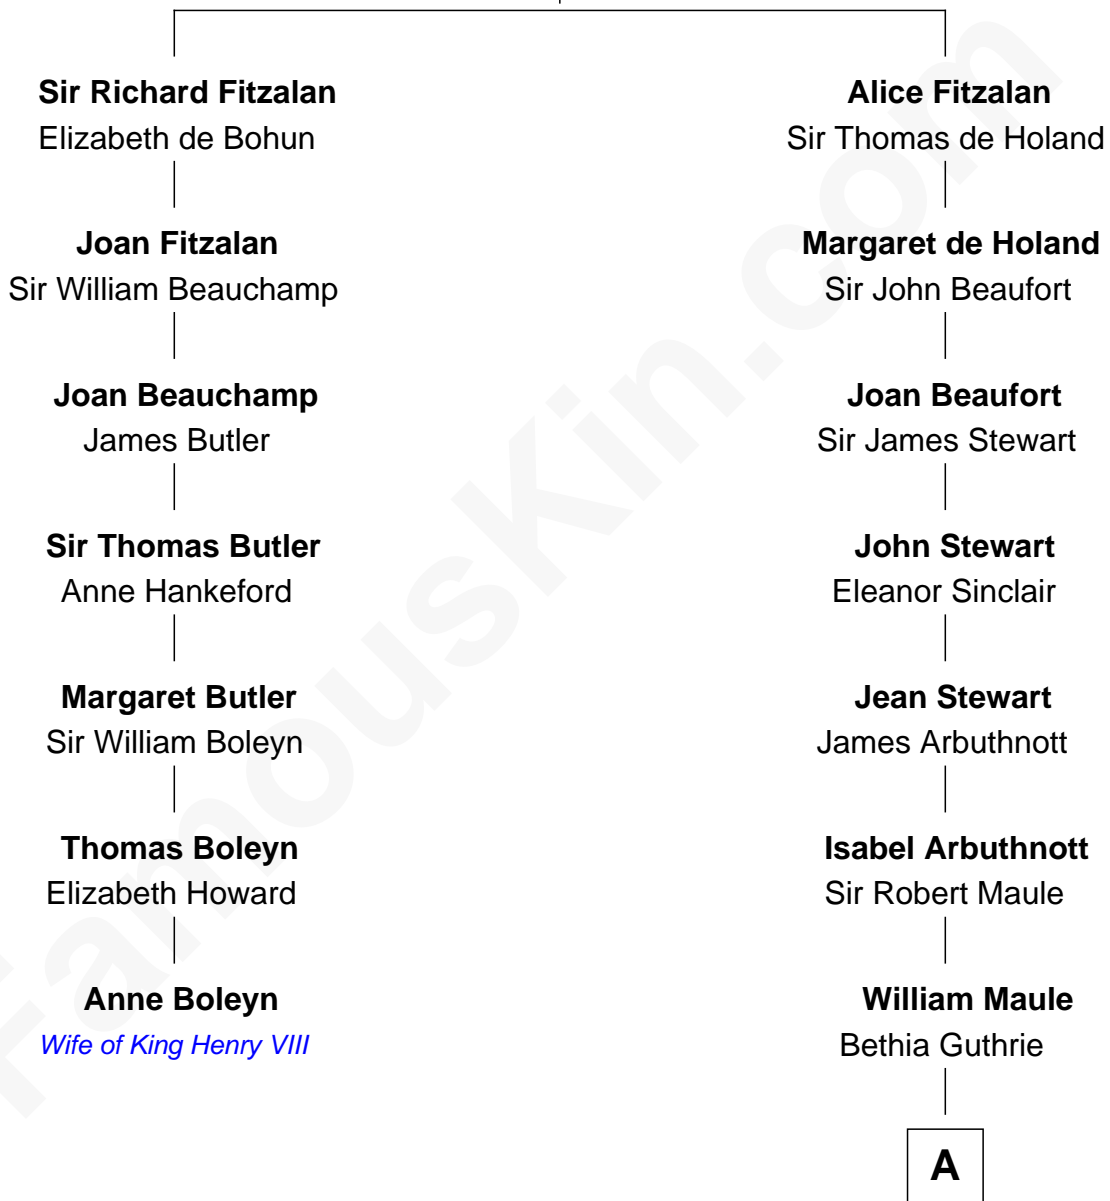 Sir Richard Fitzalan
Elizabeth de Bohun
Joan Fitzalan
Sir William Beauchamp
Joan Beauchamp
James Butler
Sir Thomas Butler
Anne Hankeford
Margaret Butler
Sir William Boleyn
Thomas Boleyn
Elizabeth Howard
Anne Boleyn
Wife of King Henry VIII
Alice Fitzalan
Sir Thomas de Holand
Margaret de Holand
Sir John Beaufort
Joan Beaufort
Sir James Stewart
John Stewart
Eleanor Sinclair
Jean Stewart
James Arbuthnott
Isabel Arbuthnott
Sir Robert Maule
William Maule
Bethia Guthrie
A
FamousKin.com